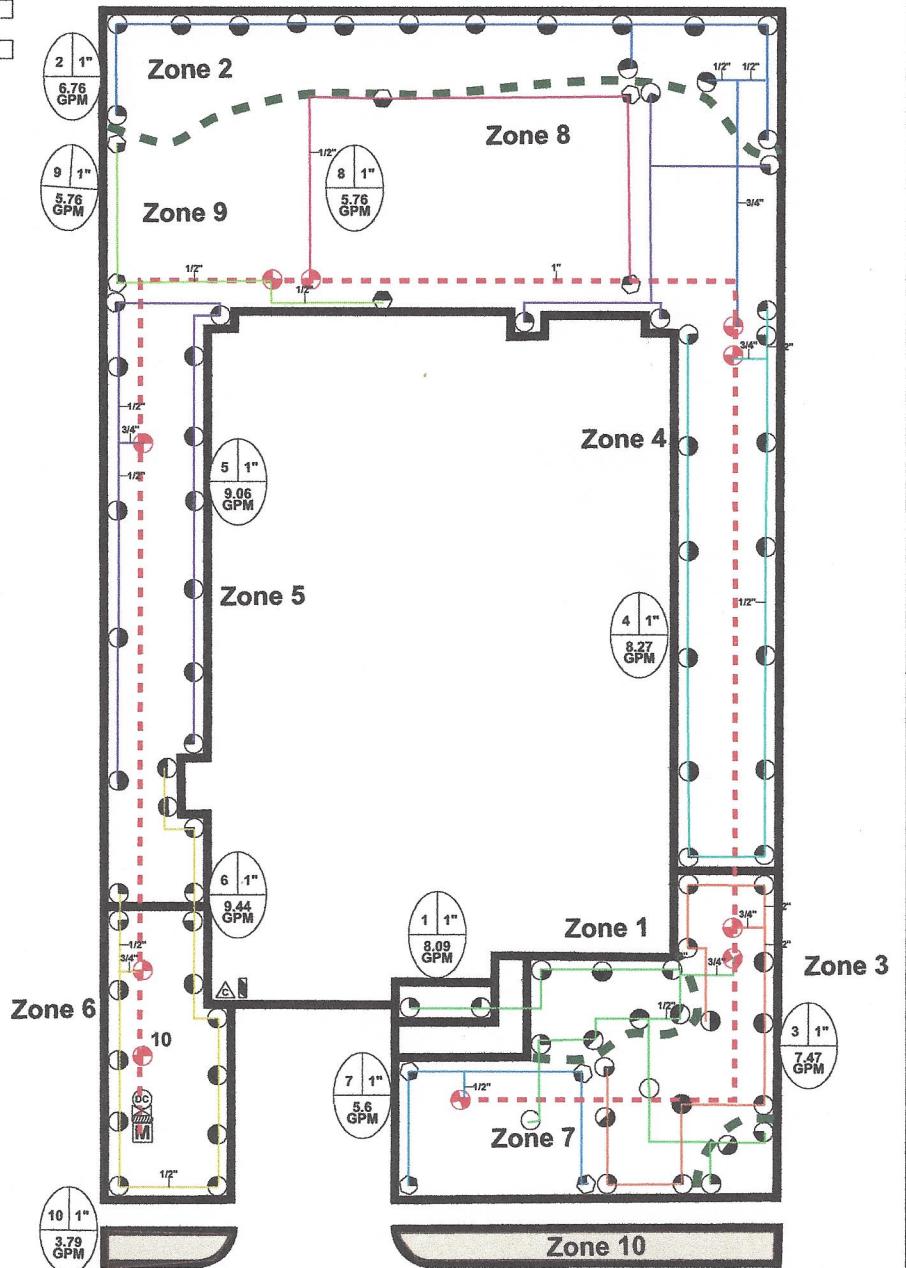 2 1"
6.76
GPM
Zone 2
1/2" 1/2"
Zone 8
1/2"
9 1"
5.76
GPM
8 1"
5.76
GPM
Zone 9
3/4"
1/2"
1"
1/2"
3/4"
2"
1/2"
3/4"
Zone 4
1/2"
5 1"
9.06
GPM
Zone 5
1/2"
4 1"
8.27
GPM
6 1"
9.44
GPM
1 1"
8.09
GPM
2"
3/4"
Zone 1
1/2"
2"
3/4"
3/4"
Zone 3
C
1/2"
Zone 6
10
3 1"
7.47
GPM
7 1"
5.6
GPM
1/2"
DC
M
Zone 7
1/2"
10 1"
3.79
GPM
Zone 10